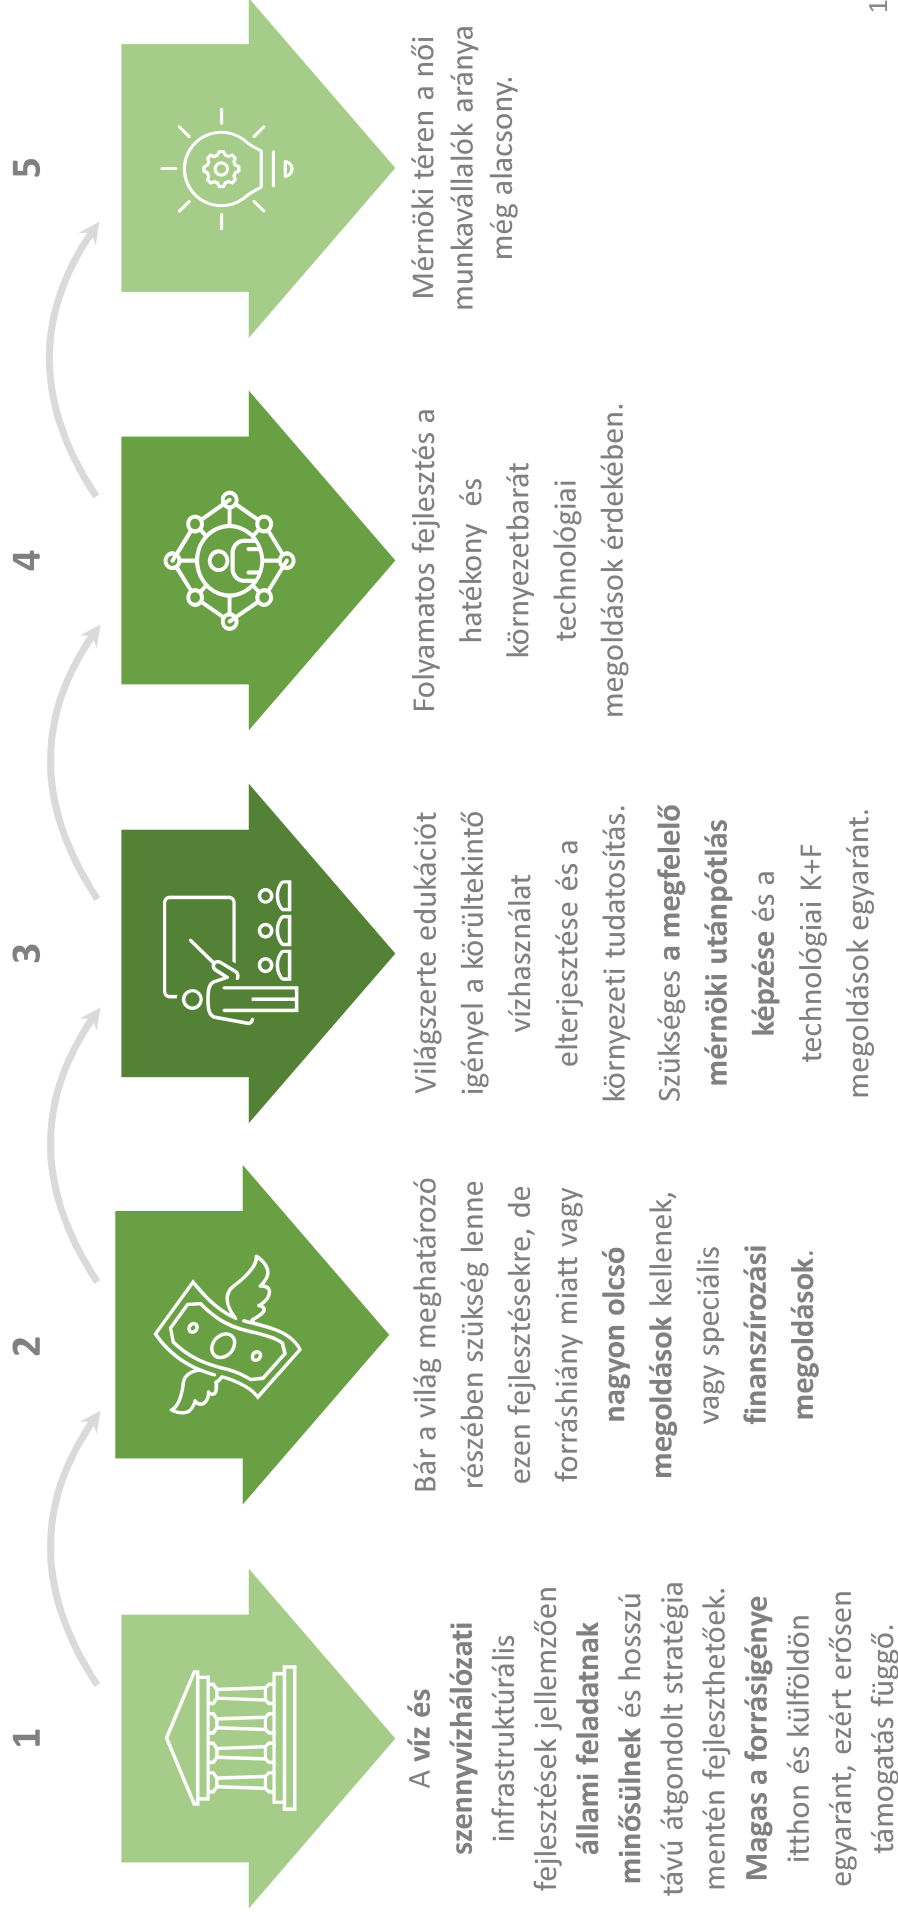 1
A víz és
szennyvízhálózati
infrastruktúrális
fejlesztések jellemzően
állami feladatnak
minősülnek és hosszú
távú átgondolt stratégia
mentén fejleszthetőek.
Magas a forrásigénye
itthon és külföldön
egyaránt, ezért erősen
támogatás függő.
2
Bár a világ meghatározó
részében szükség lenne
ezen fejlesztésekre, de
forráshiány miatt vagy
nagyon olcsó
megoldások kellenek,
vagy speciális
finanszírozási
megoldások.
3
Világszerte edukációt
igényel a körültekintő
vízhasználat
elterjesztése és a
környezeti tudatosítás.
Szükséges a megfelelő
mérnöki utánpótlás
képzése és a
technológiai K+F
megoldások egyaránt.
4
Folyamatos fejlesztés a
hatékony és
környezetbarát
technológiai
megoldások érdekében.
5
Mérnöki téren a női
munkavállalók aránya
még alacsony.
1